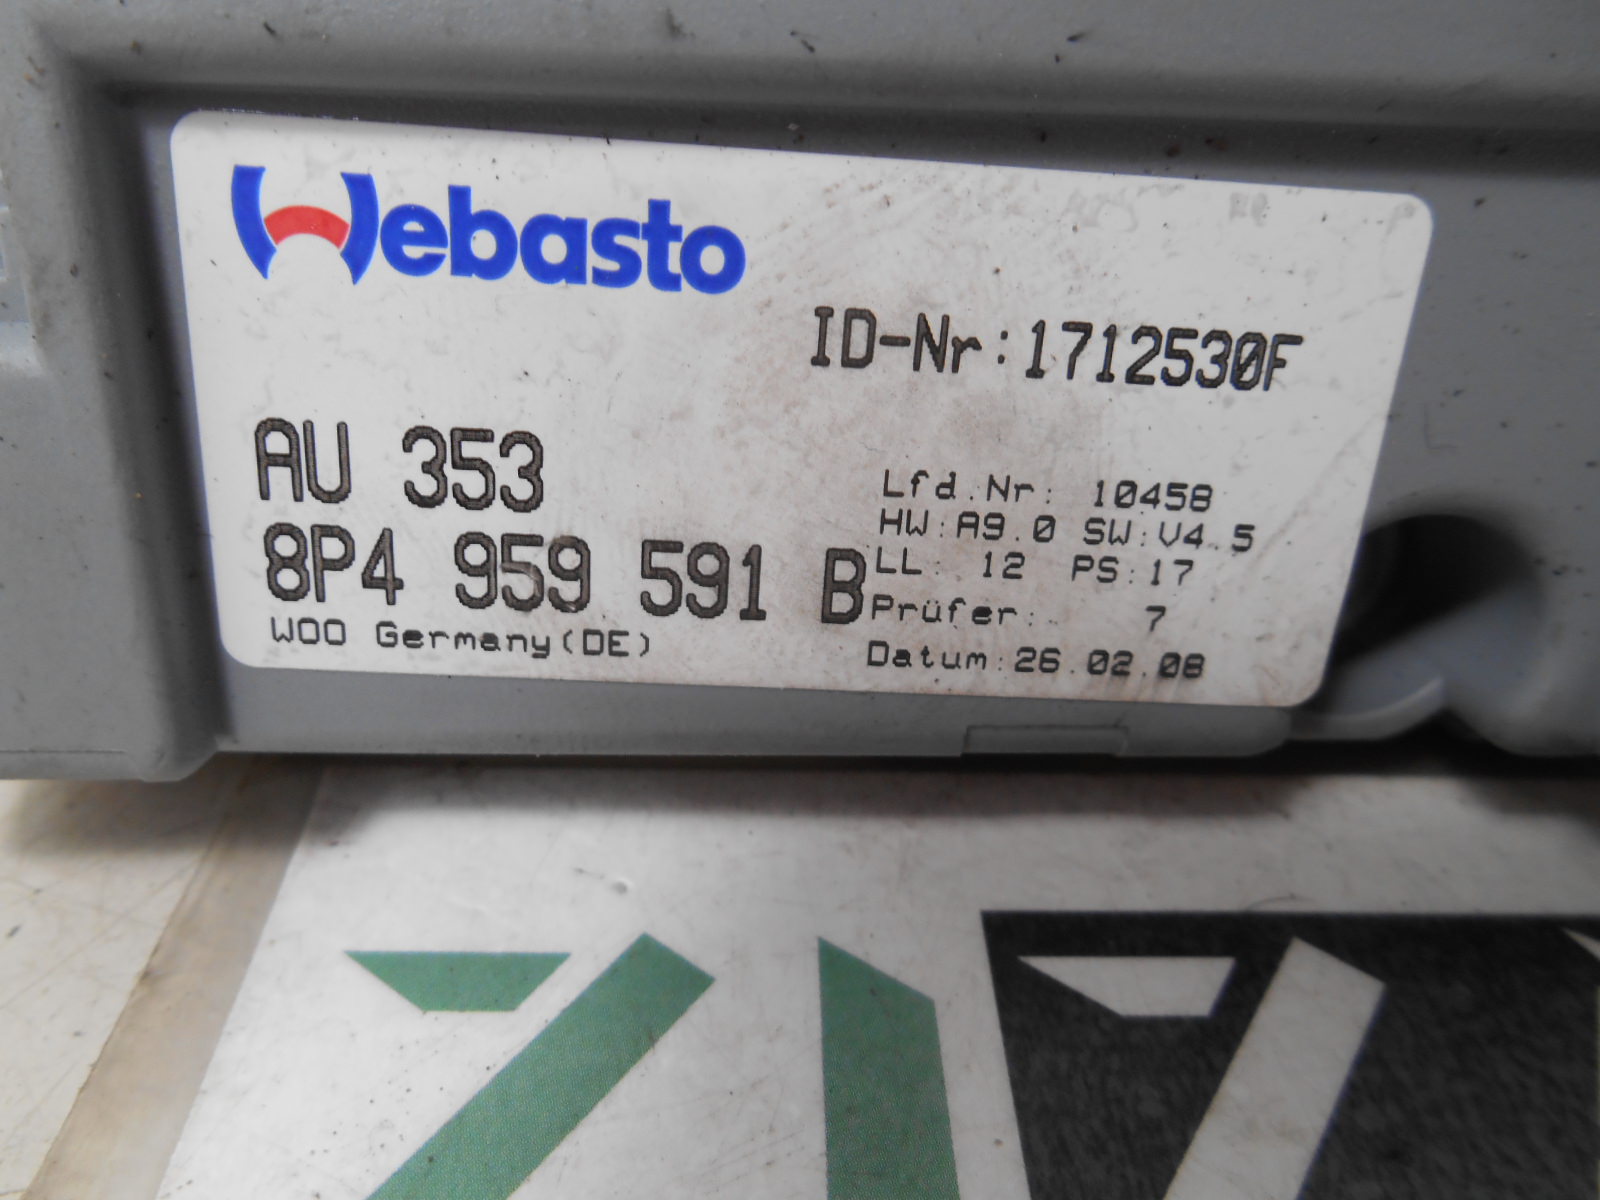 Webasto
ID-Nr:1712530F
AU 353
8P4 959 591 B
WOO Germany(DE)
Lfd.Nr: 10458
HW:A9.0 SW:V4.5
LL: 12 PS:17
Prüfer: 7
Datum:26.02.08